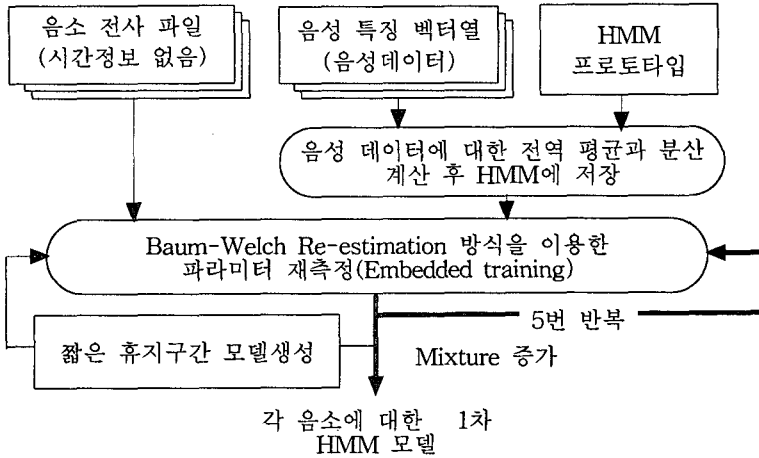 음소 전사 파일
(시간정보 없음)
음성 특징 벡터열
(음성데이터)
HMM
프로토타입
음성 데이터에 대한 전역 평균과 분산
계산 후 HMM에 저장
Baum-Welch Re-estimation 방식을 이용한
파라미터 재측정(Embedded training)
5번 반복
짧은 휴지구간 모델생성
Mixture 증가
각 음소에 대한 1차
HMM 모델